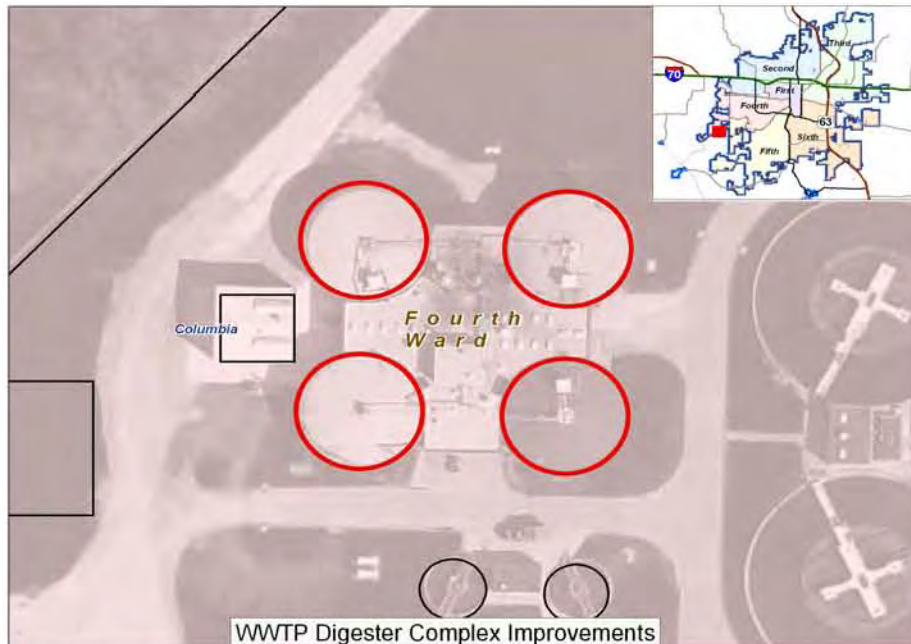 Third
Second
70
First
Fourth
63
Sixth
Fifth
Columbia
Fourth
Ward
WWTP Digester Complex Improvements